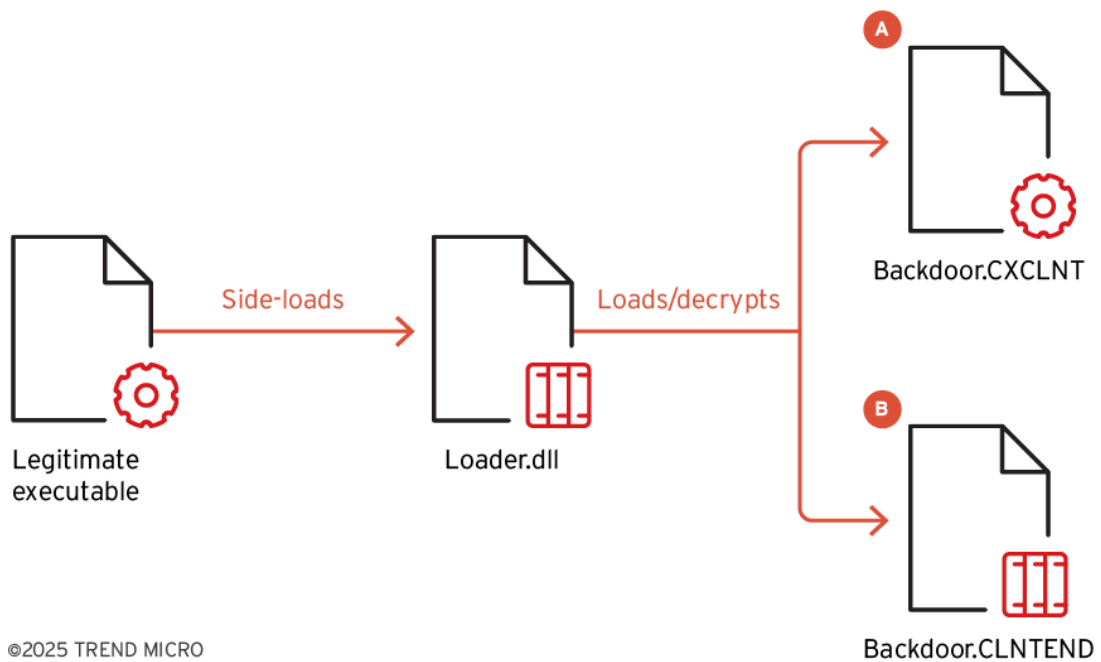 A
Backdoor.CXCLNT
Side-loads
Loads/decrypts
Legitimate
executable
Loader.dll
B
Backdoor.CLNTEND
©2025 TREND MICRO